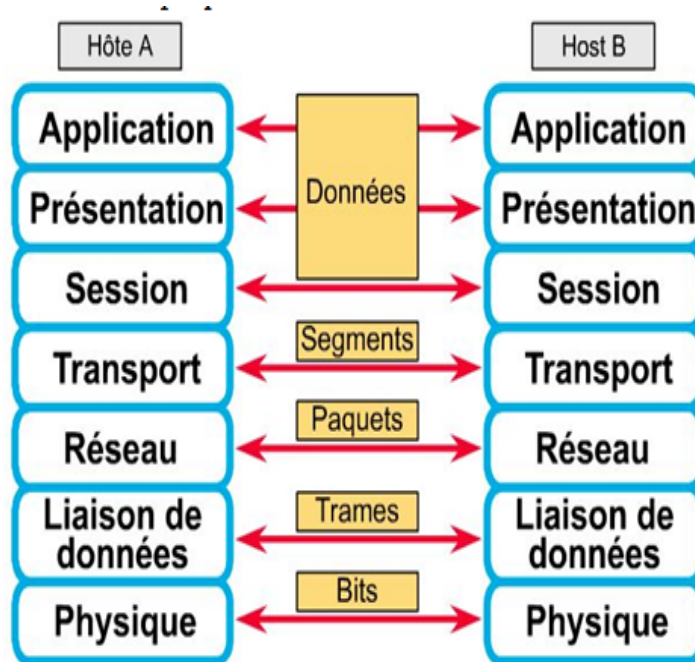 Hôte A
Host B
Application
Application
Données
Présentation
Présentation
Session
Session
Segments
Transport
Transport
Paquets
Réseau
Réseau
Liaison de
données
Trames
Liaison de
données
Bits
Physique
Physique